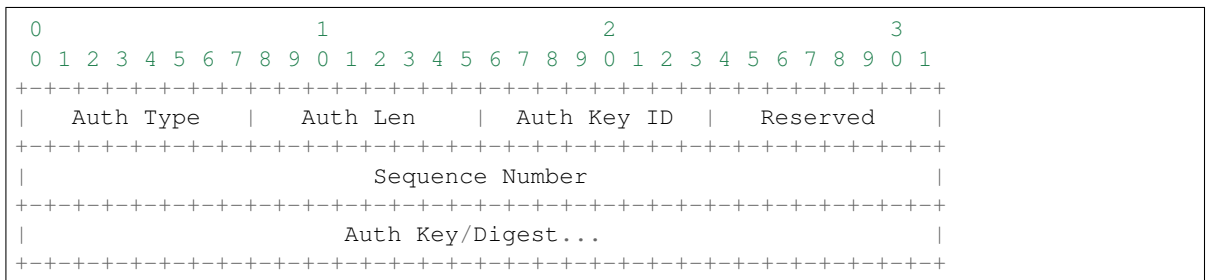 0                   1                   2                   3
 0 1 2 3 4 5 6 7 8 9 0 1 2 3 4 5 6 7 8 9 0 1 2 3 4 5 6 7 8 9 0 1
+-+-+-+-+-+-+-+-+-+-+-+-+-+-+-+-+-+-+-+-+-+-+-+-+-+-+-+-+-+-+-+-+
|   Auth Type   |   Auth Len    |  Auth Key ID  |   Reserved    |
+-+-+-+-+-+-+-+-+-+-+-+-+-+-+-+-+-+-+-+-+-+-+-+-+-+-+-+-+-+-+-+-+
|                        Sequence Number                        |
+-+-+-+-+-+-+-+-+-+-+-+-+-+-+-+-+-+-+-+-+-+-+-+-+-+-+-+-+-+-+-+-+
|                      Auth Key/Digest...                       |
+-+-+-+-+-+-+-+-+-+-+-+-+-+-+-+-+-+-+-+-+-+-+-+-+-+-+-+-+-+-+-+-+